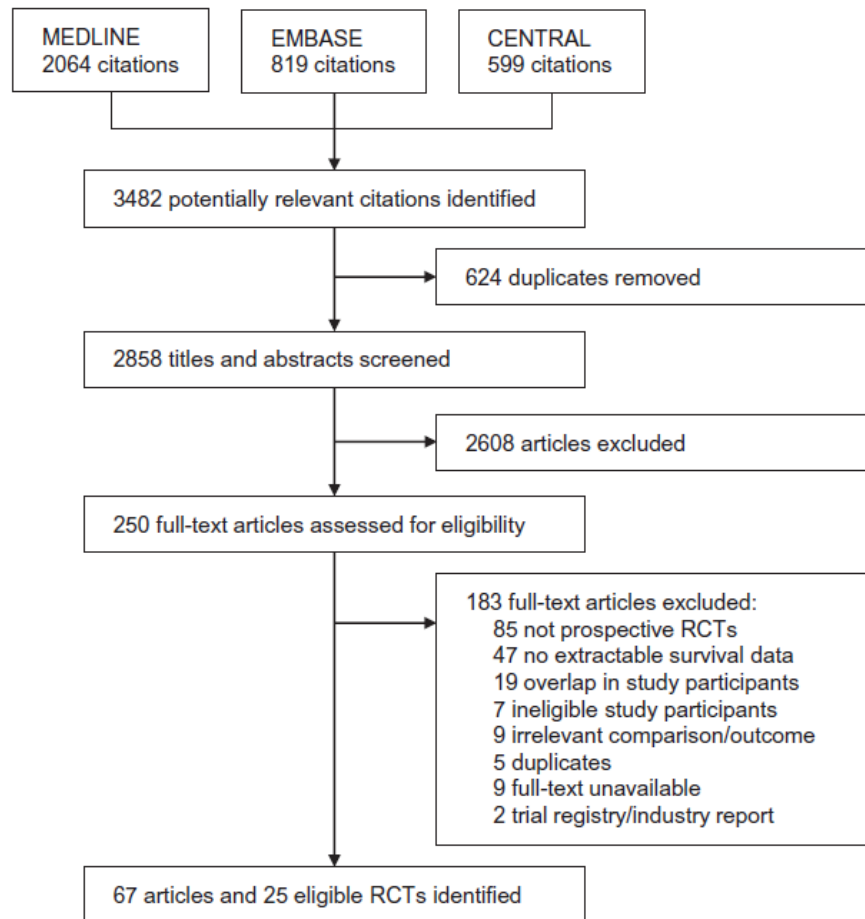 MEDLINE
2064 citations
EMBASE
819 citations
CENTRAL
599 citations
3482 potentially relevant citations identified
624 duplicates removed
2858 titles and abstracts screened
2608 articles excluded
250 full-text articles assessed for eligibility
183 full-text articles excluded:
85 not prospective RCTs
47 no extractable survival data
19 overlap in study participants
7 ineligible study participants
9 irrelevant comparison/outcome
5 duplicates
9 full-text unavailable
2 trial registry/industry report
67 articles and 25 eligible RCTs identified